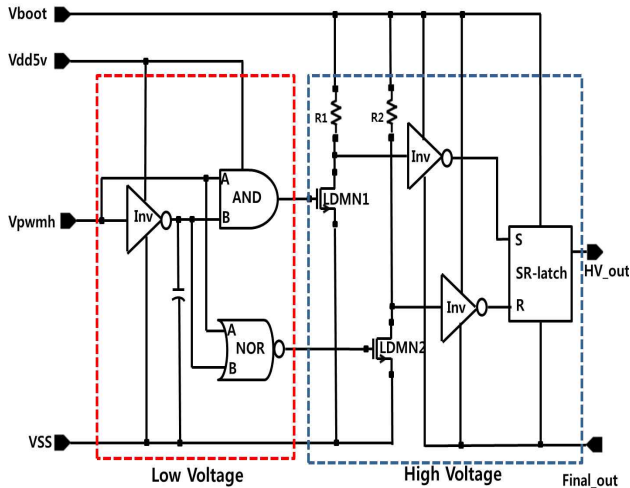 Vboot
Vdd5v
R1
R2
Inv
A
AND
B
LDMN1
Vpwmh
Inv
S
SR-latch
HV_out
R
Inv
A
NOR
B
LDMN2
VSS
Low Voltage
High Voltage
Final_out